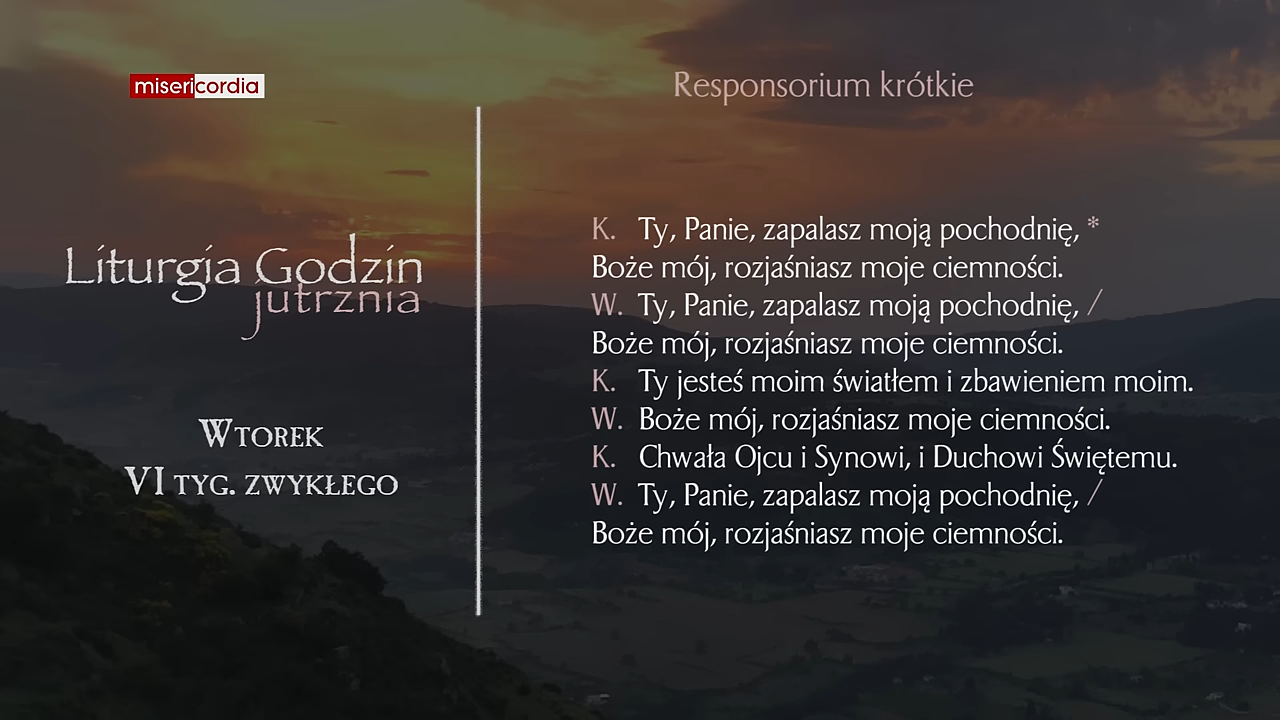 misericordia
Liturgia Godzin
jutrznia
Wtorek
VI tyg. zwykłego
Responsorium krótkie
K. Ty, Panie, zapalasz moją pochodnię, *
Boże mój, rozjaśniasz moje ciemności.
W. Ty, Panie, zapalasz moją pochodnię, /
Boże mój, rozjaśniasz moje ciemności.
K. Ty jesteś moim światłem i zbawieniem moim.
W. Boże mój, rozjaśniasz moje ciemności.
K. Chwała Ojcu i Synowi, i Duchowi Świętemu.
W. Ty, Panie, zapalasz moją pochodnię, /
Boże mój, rozjaśniasz moje ciemności.